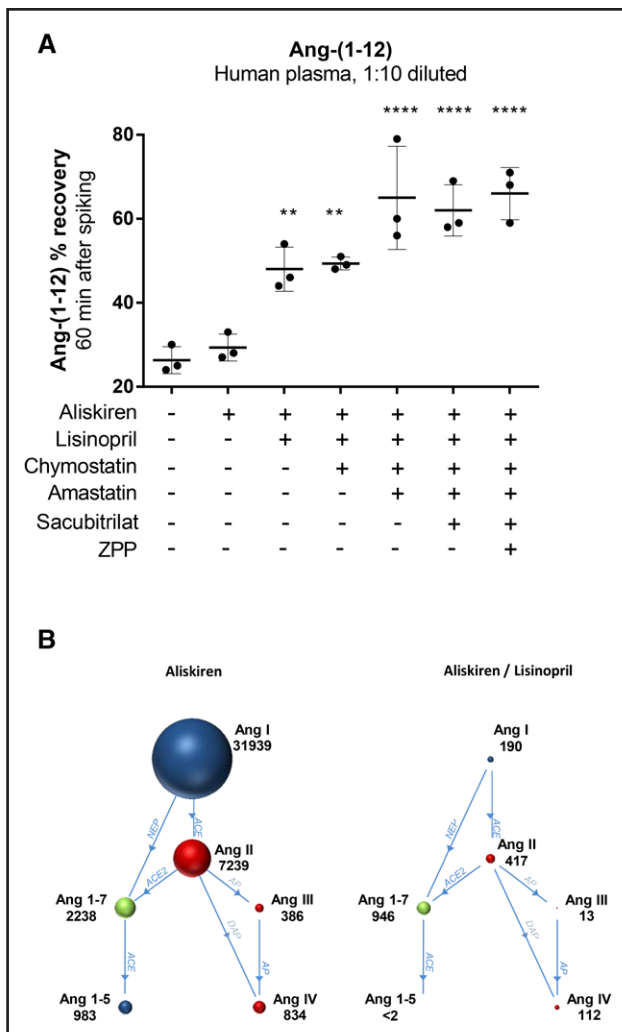 A
Ang-(1-12)
Human plasma, 1:10 diluted
Ang-(1-12) % recovery
60 min after spiking
80
60
40
20
** ** **** **** ****
Aliskiren - + + + + + +
Lisinopril - - + + + + +
Chymostatin - - - + + + +
Amastatin - - - - + + +
Sacubitrilat - - - - - + +
ZPP - - - - - - +
B
Aliskiren
Ang I
31939
NEP
ACE
Ang II
7239
ACE2
AP
Ang 1-7
2238
Ang III
386
DAP
ACE
AP
Ang 1-5
983
Ang IV
834
Aliskiren / Lisinopril
Ang I
190
NEP
ACE
Ang II
417
ACE2
AP
Ang 1-7
946
Ang III
13
DAP
ACE
AP
Ang 1-5
<2
Ang IV
112